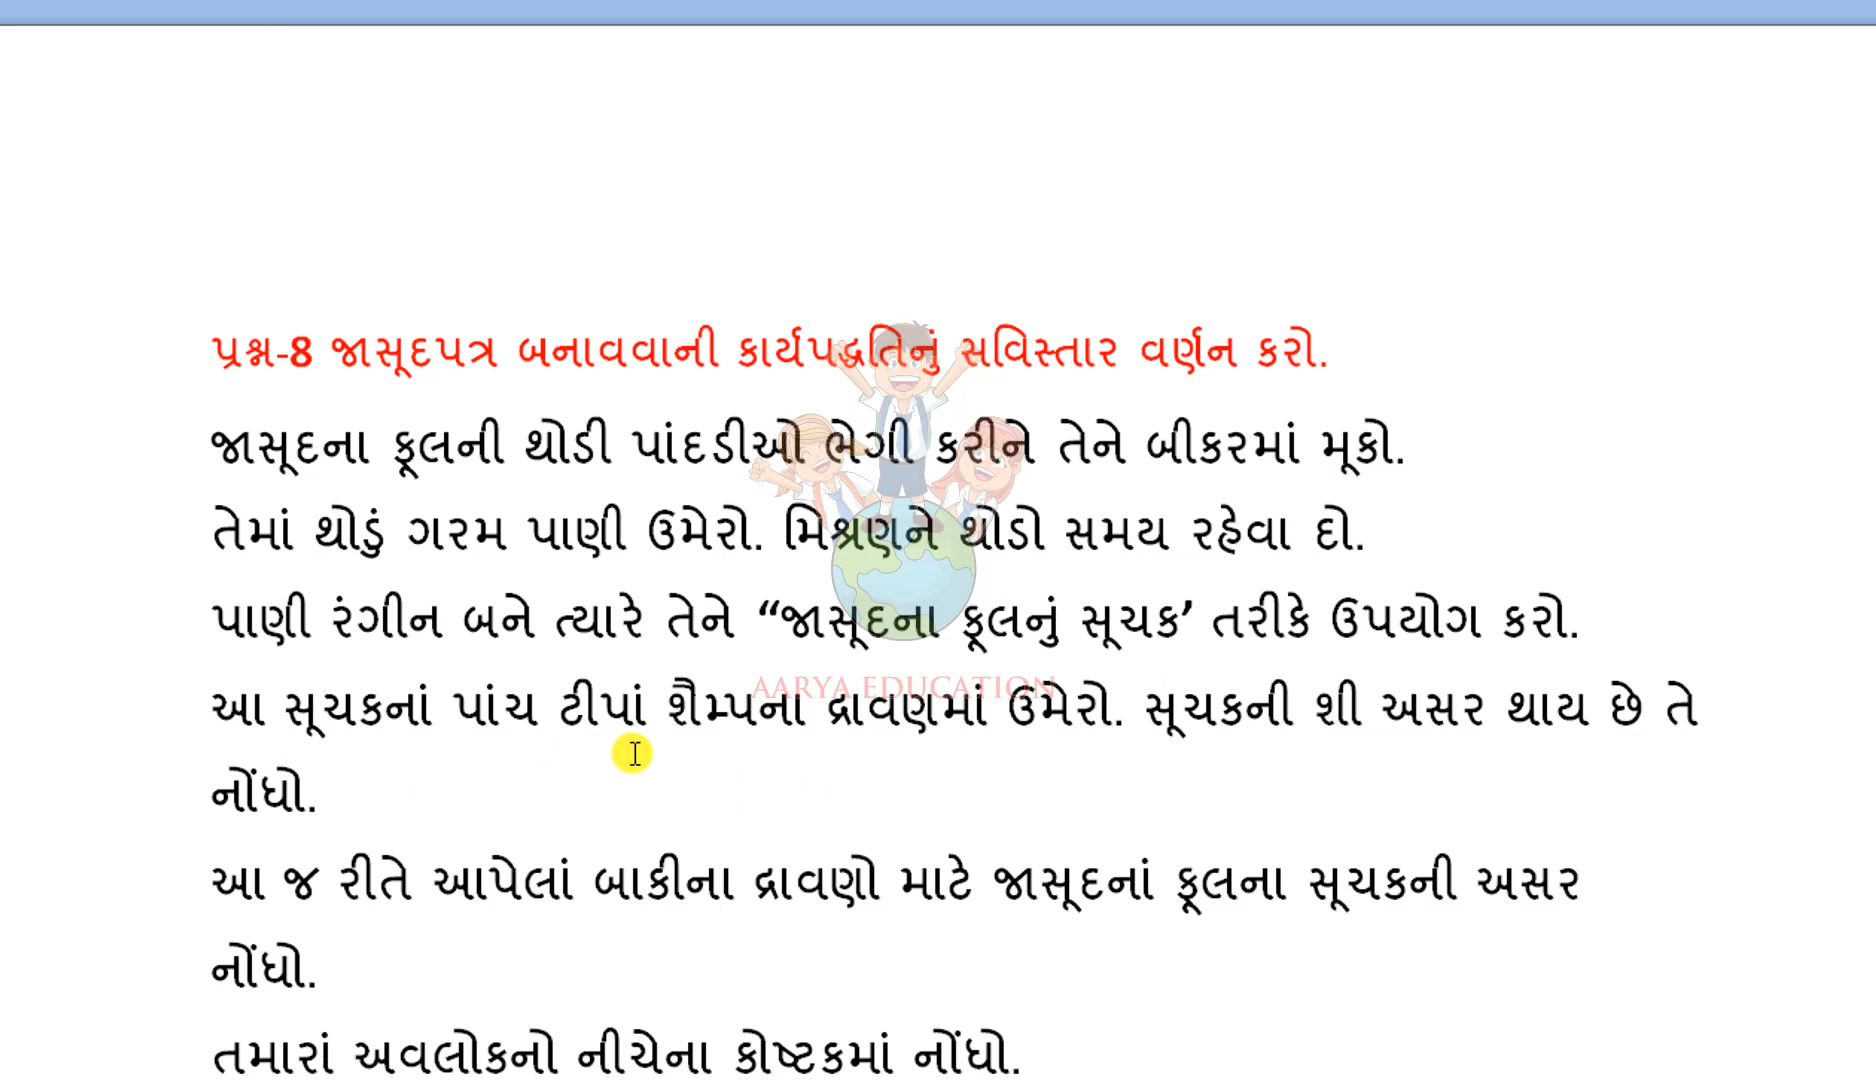 પ્રશ્ન-8 જાસૂદપત્ર બનાવવાની કાર્યપદ્ધતિનું સવિસ્તાર વર્ણન કરો.
જાસૂદના ફૂલની થોડી પાંદડીઓ ભેગી કરીને તેને બીકરમાં મૂકો.
તેમાં થોડું ગરમ પાણી ઉમેરો. મિશ્રણને થોડો સમય રહેવા દો.
પાણી રંગીન બને ત્યારે તેને “જાસૂદના ફૂલનું સૂચક’ તરીકે ઉપયોગ કરો.
AARYA EDUCATION
આ સૂચકનાં પાંચ ટીપાં શૈમ્પના દ્રાવણમાં ઉમેરો. સૂચકની શી અસર થાય છે તે
નોંધો.
આ જ રીતે આપેલાં બાકીના દ્રાવણો માટે જાસૂદનાં ફૂલના સૂચકની અસર
નોંધો.
તમારાં અવલોકનો નીચેના કોષ્ટકમાં નોંધો.